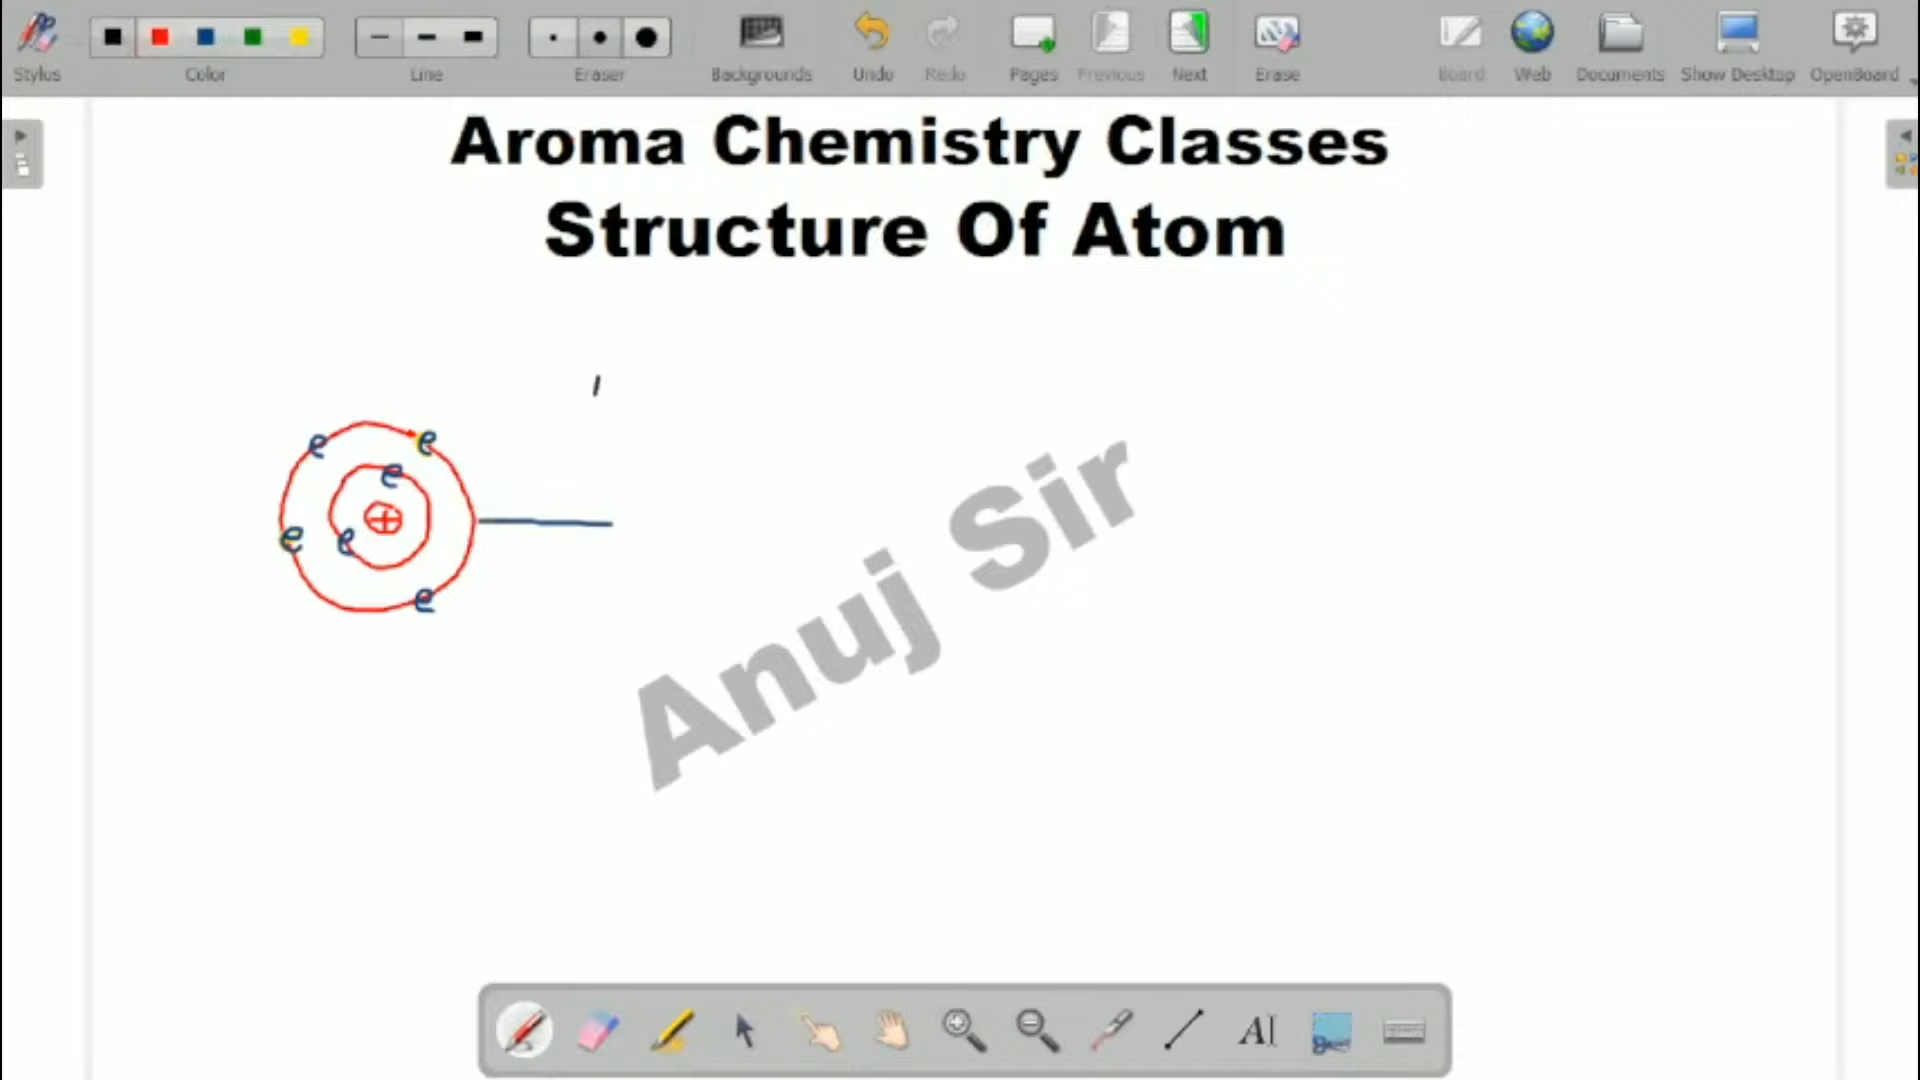 Stylus Color Line Eraser Backgrounds Undo Redo Pages Previous Next Erase Board Web Documents Show Desktop OpenBoard
Aroma Chemistry Classes
Structure Of Atom
e e
e
+
e e
e
Anuj Sir
AI